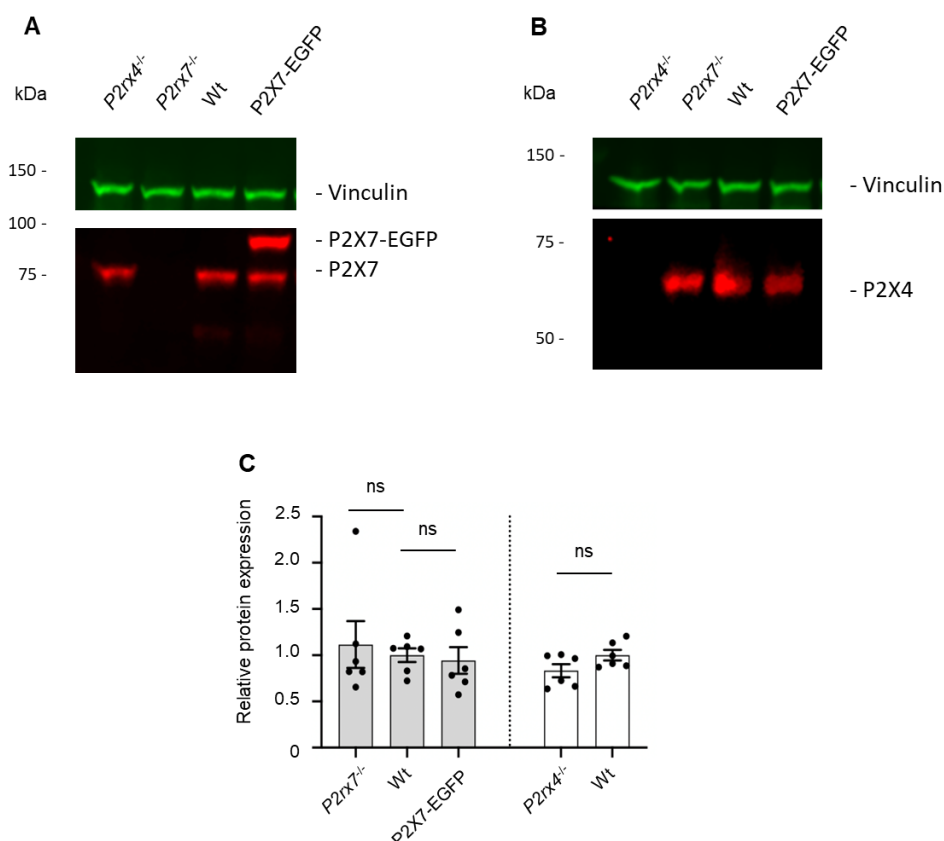 A
kDa
P2rx4-/-
P2rx7-/-
Wt
P2X7-EGFP
150 -
- Vinculin
100 -
- P2X7-EGFP
- P2X7
75 -
B
kDa
P2rx4-/-
P2rx7-/-
Wt
P2X7-EGFP
150 -
- Vinculin
75 -
- P2X4
50 -
C
Relative protein expression
2.5
2.0
1.5
1.0
0.5
0
ns
ns
ns
P2rx7-/-
Wt
P2X7-EGFP
P2rx4-/-
Wt